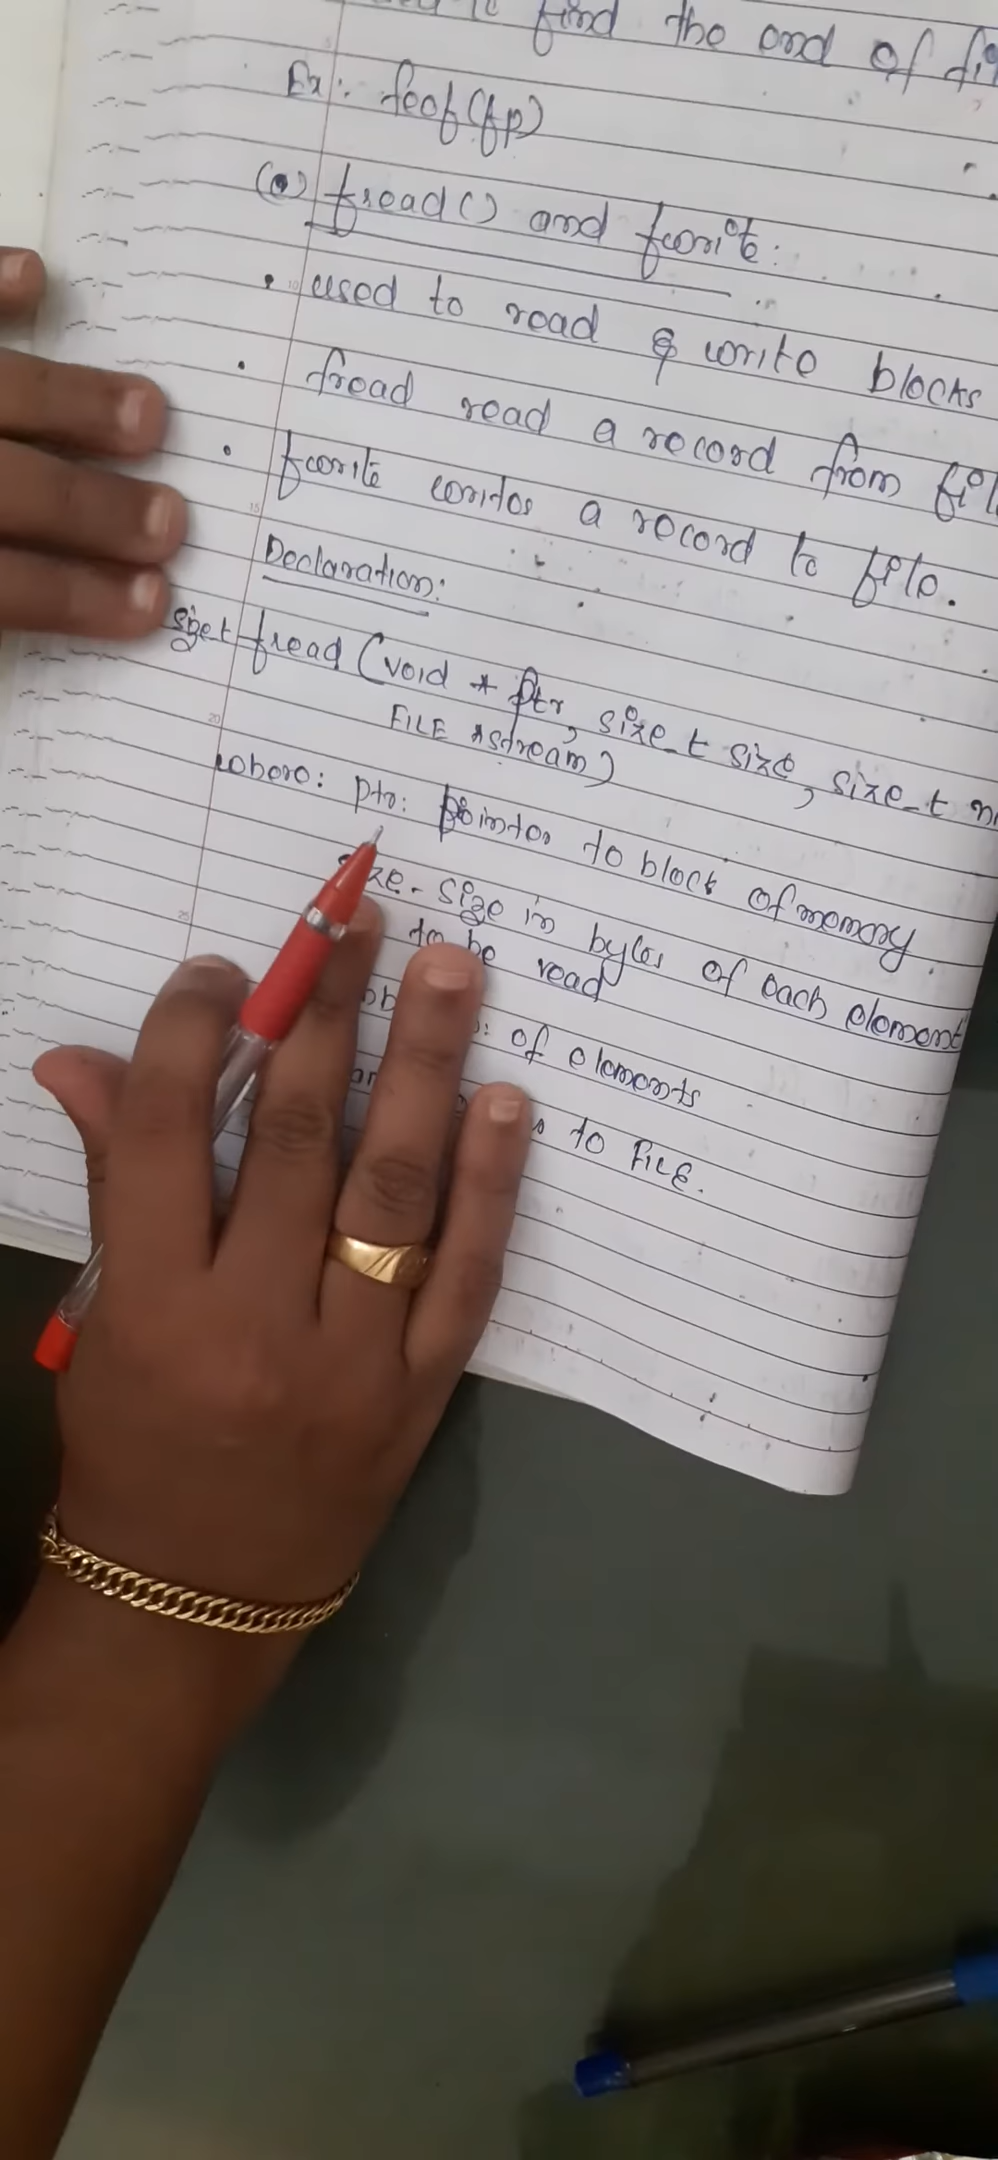 find the end of
Ex: feof(fp)
(a) fread() and fwrite:
• used to read & write blocks
• fread read a record from
• fwrite writes a record to file.
Declaration:
size_t fread (void * ptr, size_t size, size_t
FILE *stream)
where: ptr: pointer to block of memory.
size in bytes of each element
to be read
of elements
to FILE.